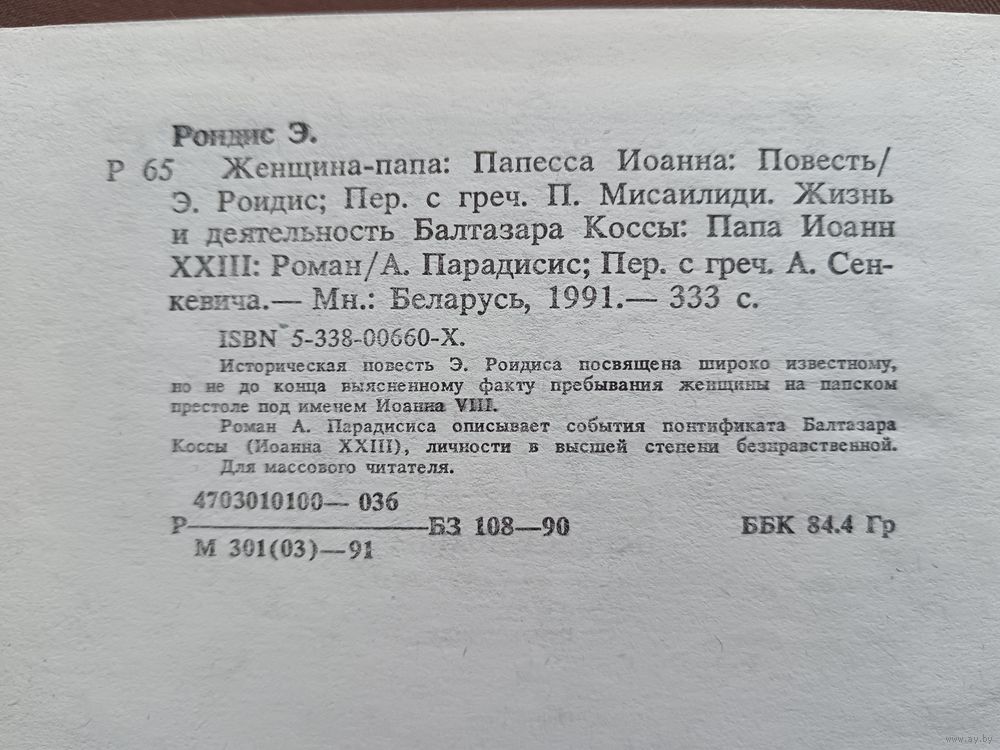 Роидис Э.
Р 65 Женщина-папа: Папесса Иоанна: Повесть/
Э. Роидис; Пер. с греч. П. Мисаилиди. Жизнь
и деятельность Балтазара Коссы: Папа Иоанн
XXIII: Роман/А. Парадисис; Пер. с греч. А. Сен-
кевича.— Мн.: Беларусь, 1991.— 333 с.
ISBN 5-338-00660-X.
Историческая повесть Э. Роидиса посвящена широко известному,
но не до конца выясненному факту пребывания женщины на папском
престоле под именем Иоанна VIII.
Роман А. Парадисиса описывает события понтификата Балтазара
Коссы (Иоанна XXIII), личности в высшей степени безнравственной.
Для массового читателя.
4703010100— 036
Р————БЗ 108—90 ББК 84.4 Гр
М 301(03)—91
www.ay.by